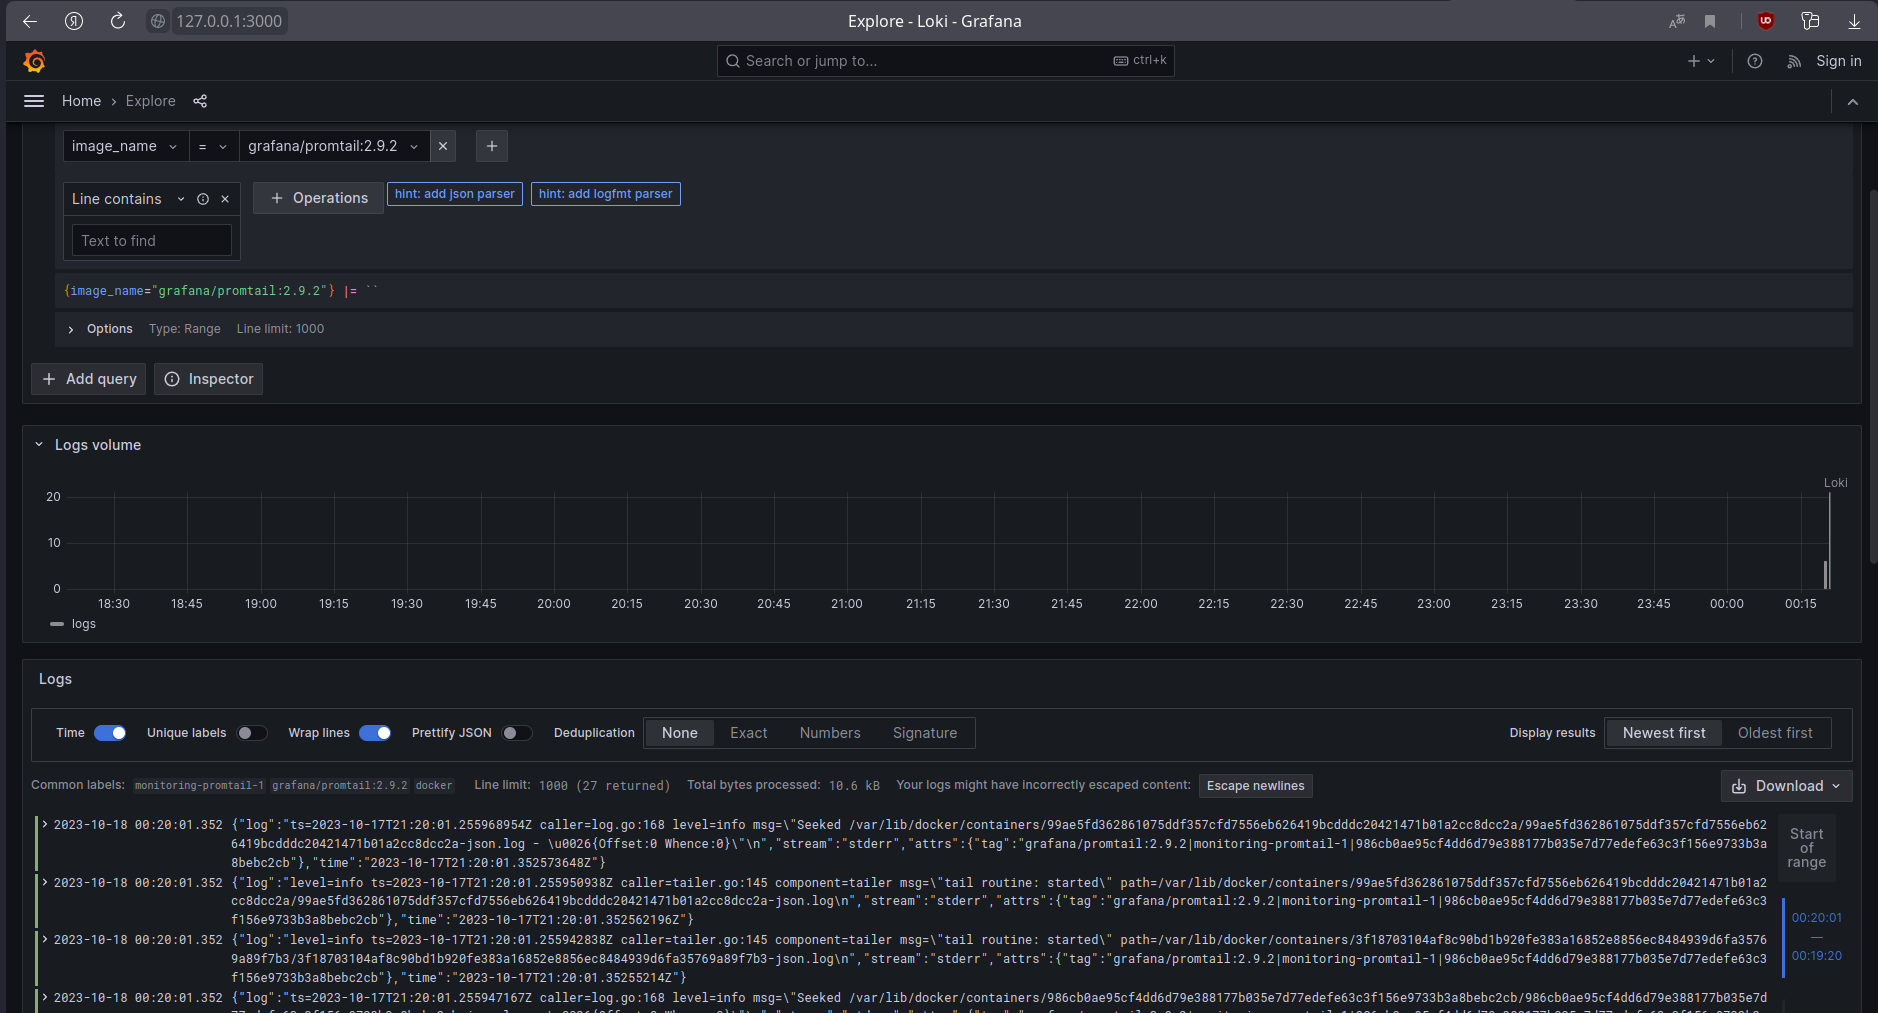 127.0.0.1:3000
Explore - Loki - Grafana
Search or jump to...
ctrl+k
Sign in
Home › Explore
image_name
=
grafana/promtail:2.9.2
Line contains
Operations
hint: add json parser
hint: add logfmt parser
Text to find
{image_name="grafana/promtail:2.9.2"} |= ``
Options Type: Range Line limit: 1000
Add query
Inspector
Logs volume
Loki
20
10
0
18:30 18:45 19:00 19:15 19:30 19:45 20:00 20:15 20:30 20:45 21:00 21:15 21:30 21:45 22:00 22:15 22:30 22:45 23:00 23:15 23:30 23:45 00:00 00:15
logs
Logs
Time Unique labels Wrap lines Prettify JSON Deduplication None Exact Numbers Signature Display results Newest first Oldest first
Common labels: monitoring-promtail-1 grafana/promtail:2.9.2 docker Line limit: 1000 (27 returned) Total bytes processed: 10.6 kB Your logs might have incorrectly escaped content: Escape newlines Download
2023-10-18 00:20:01.352 {"log":"ts=2023-10-17T21:20:01.255968954Z caller=log.go:168 level=info msg=\"Seeked /var/lib/docker/containers/99ae5fd362861075ddf357cfd7556eb626419bcdddc20421471b01a2cc8dcc2a/99ae5fd362861075ddf357cfd7556eb62
6419bcdddc20421471b01a2cc8dcc2a-json.log - \u0026{Offset:0 Whence:0}\"\n","stream":"stderr","attrs":{"tag":"grafana/promtail:2.9.2|monitoring-promtail-1|986cb0ae95cf4dd6d79e388177b035e7d77edefe63c3f156e9733b3a
8bebc2cb"},"time":"2023-10-17T21:20:01.352573648Z"}
2023-10-18 00:20:01.352 {"log":"level=info ts=2023-10-17T21:20:01.255950938Z caller=tailer.go:145 component=tailer msg=\"tail routine: started\" path=/var/lib/docker/containers/99ae5fd362861075ddf357cfd7556eb626419bcdddc20421471b01a2
cc8dcc2a/99ae5fd362861075ddf357cfd7556eb626419bcdddc20421471b01a2cc8dcc2a-json.log\n","stream":"stderr","attrs":{"tag":"grafana/promtail:2.9.2|monitoring-promtail-1|986cb0ae95cf4dd6d79e388177b035e7d77edefe63c3
f156e9733b3a8bebc2cb"},"time":"2023-10-17T21:20:01.352562196Z"}
2023-10-18 00:20:01.352 {"log":"level=info ts=2023-10-17T21:20:01.255942838Z caller=tailer.go:145 component=tailer msg=\"tail routine: started\" path=/var/lib/docker/containers/3f18703104af8c90bd1b920fe383a16852e8856ec8484939d6fa3576
9a89f7b3/3f18703104af8c90bd1b920fe383a16852e8856ec8484939d6fa35769a89f7b3-json.log\n","stream":"stderr","attrs":{"tag":"grafana/promtail:2.9.2|monitoring-promtail-1|986cb0ae95cf4dd6d79e388177b035e7d77edefe63c3
f156e9733b3a8bebc2cb"},"time":"2023-10-17T21:20:01.35255214Z"}
2023-10-18 00:20:01.352 {"log":"ts=2023-10-17T21:20:01.255947167Z caller=log.go:168 level=info msg=\"Seeked /var/lib/docker/containers/986cb0ae95cf4dd6d79e388177b035e7d77edefe63c3f156e9733b3a8bebc2cb/986cb0ae95cf4dd6d79e388177b035e7d
Start
of
range
00:20:01
—
00:19:20